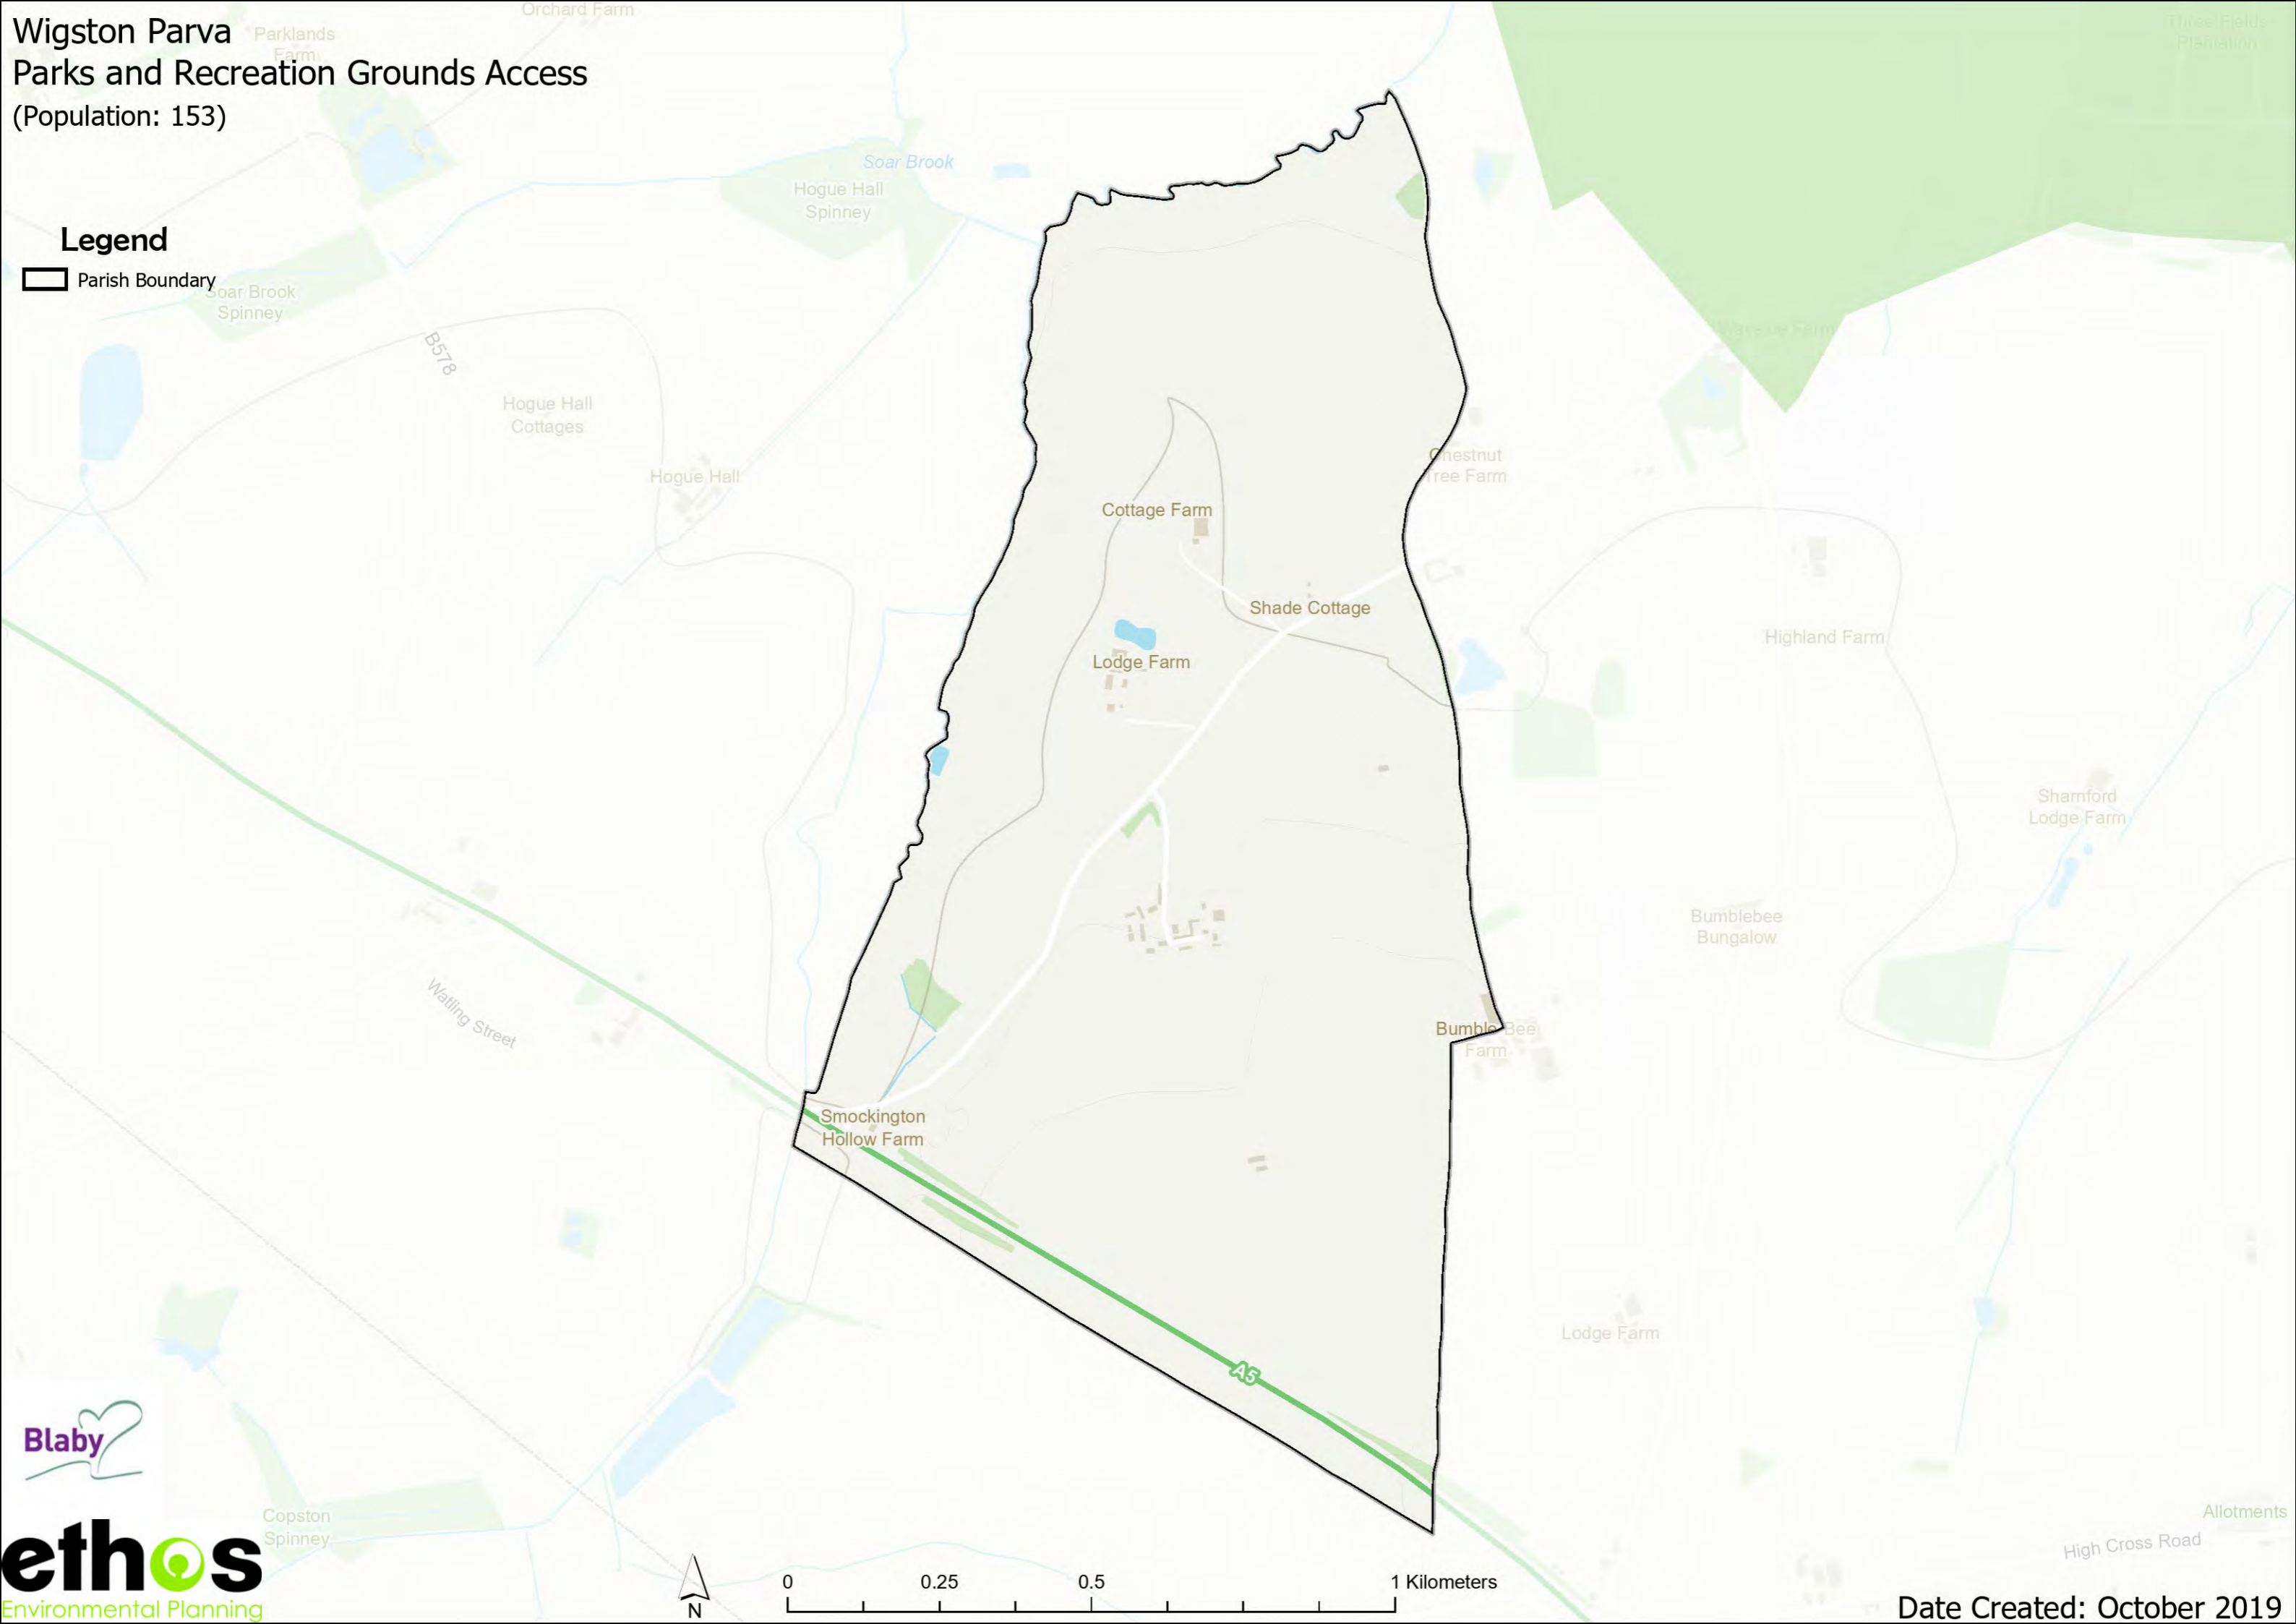 Wigston Parva
Parks and Recreation Grounds Access
(Population: 153)
Legend
Parish Boundary
Orchard Farm
Parklands
Farm
Three Fields
Plantation
Soar Brook
Hogue Hall
Spinney
Soar Brook
Spinney
B578
Hogue Hall
Cottages
Hogue Hall
Chestnut
Tree Farm
Cottage Farm
Shade Cottage
Lodge Farm
Highland Farm
Sharnford
Lodge Farm
Bumblebee
Bungalow
Watling Street
Bumble Bee
Farm
Smockington
Hollow Farm
Lodge Farm
A5
Blaby
Copston
Spinney
Allotments
High Cross Road
ethos
Environmental Planning
N
0
0.25
0.5
1 Kilometers
Date Created: October 2019